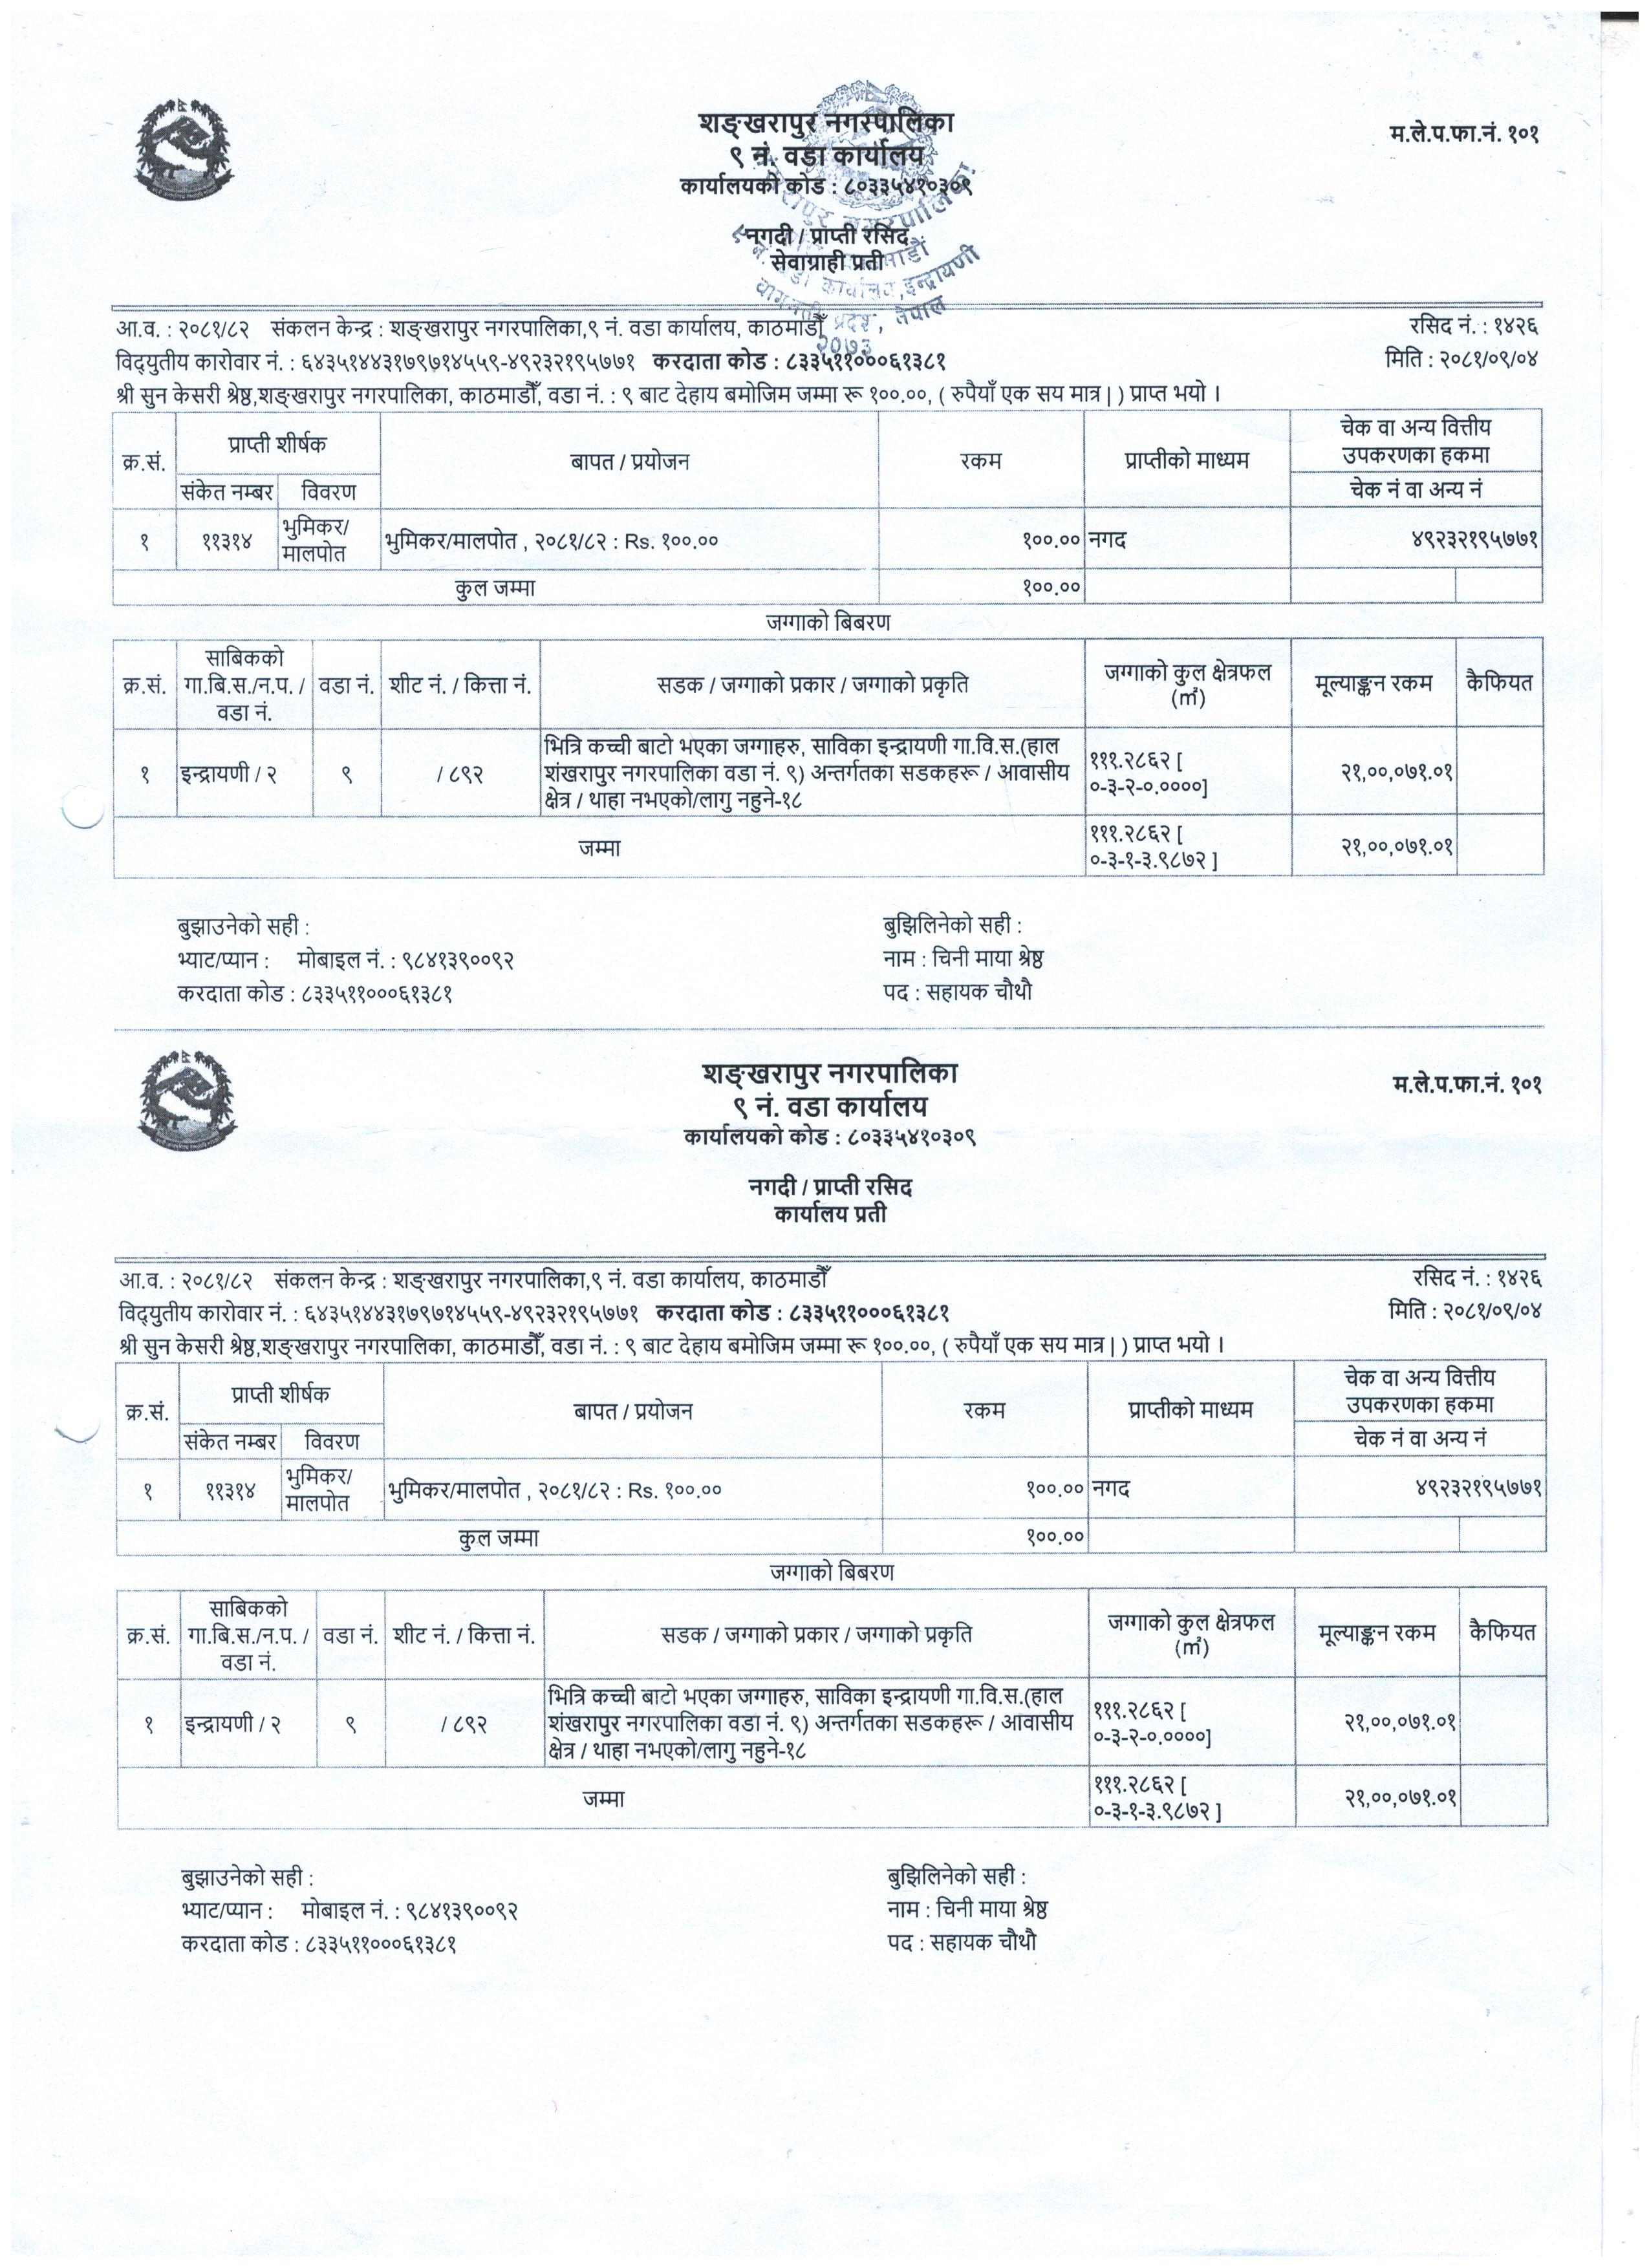 शङ्खरापुर नगरपालिका
९ नं. वडा कार्यालय
कार्यालयको कोड : ८०३३५४१०३०९
म.ले.प.फा.नं. १०१
नगदी / प्राप्ती रसिद
सेवाग्राही प्रती
९ नं. वडा कार्यालय, इन्द्रायणी
वागमती प्रदेश, नेपाल
२०७३
आ.व. : २०८१/८२ संकलन केन्द्र : शङ्खरापुर नगरपालिका,९ नं. वडा कार्यालय, काठमाडौँ
रसिद नं. : १४२६
विद्युतीय कारोवार नं. : ६४३५१४४३१७९७१४५५९-४९२३२१९५७७१ करदाता कोड : ८३३५११०००६१३८१
मिति : २०८१/०९/०४
श्री सुन केसरी श्रेष्ठ,शङ्खरापुर नगरपालिका, काठमाडौँ, वडा नं. : ९ बाट देहाय बमोजिम जम्मा रू १००.००, ( रुपैयाँ एक सय मात्र | ) प्राप्त भयो ।
क्र.सं. प्राप्ती शीर्षक बापत / प्रयोजन रकम प्राप्तीको माध्यम चेक वा अन्य वित्तीय
उपकरणका हकमा
संकेत नम्बर विवरण चेक नं वा अन्य नं
१ ११३१४ भुमिकर/
मालपोत भुमिकर/मालपोत , २०८१/८२ : Rs. १००.०० १००.०० नगद ४९२३२१९५७७१
कुल जम्मा १००.००
जग्गाको बिबरण
क्र.सं. साबिकको
गा.बि.स./न.प. /
वडा नं. वडा नं. शीट नं. / कित्ता नं. सडक / जग्गाको प्रकार / जग्गाको प्रकृति जग्गाको कुल क्षेत्रफल
(㎡) मूल्याङ्कन रकम कैफियत
१ इन्द्रायणी / २ ९ / ८९२ भित्रि कच्ची बाटो भएका जग्गाहरु, साविका इन्द्रायणी गा.वि.स.(हाल
शंखरापुर नगरपालिका वडा नं. ९) अन्तर्गतका सडकहरू / आवासीय
क्षेत्र / थाहा नभएको/लागु नहुने-१८
१११.२८६२ [
०-३-२-०.००००] २१,००,०७१.०१
जम्मा १११.२८६२ [
०-३-१-३.९८७२ ] २१,००,०७१.०१
बुझाउनेको सही :
भ्याट/प्यान : मोबाइल नं. : ९८४१३९००९२
करदाता कोड : ८३३५११०००६१३८१
बुझिलिनेको सही :
नाम : चिनी माया श्रेष्ठ
पद : सहायक चौथौ
शङ्खरापुर नगरपालिका
९ नं. वडा कार्यालय
कार्यालयको कोड : ८०३३५४१०३०९
म.ले.प.फा.नं. १०१
नगदी / प्राप्ती रसिद
कार्यालय प्रती
आ.व. : २०८१/८२ संकलन केन्द्र : शङ्खरापुर नगरपालिका,९ नं. वडा कार्यालय, काठमाडौँ
रसिद नं. : १४२६
विद्युतीय कारोवार नं. : ६४३५१४४३१७९७१४५५९-४९२३२१९५७७१ करदाता कोड : ८३३५११०००६१३८१
मिति : २०८१/०९/०४
श्री सुन केसरी श्रेष्ठ,शङ्खरापुर नगरपालिका, काठमाडौँ, वडा नं. : ९ बाट देहाय बमोजिम जम्मा रू १००.००, ( रुपैयाँ एक सय मात्र | ) प्राप्त भयो ।
क्र.सं. प्राप्ती शीर्षक बापत / प्रयोजन रकम प्राप्तीको माध्यम चेक वा अन्य वित्तीय
उपकरणका हकमा
संकेत नम्बर विवरण चेक नं वा अन्य नं
१ ११३१४ भुमिकर/
मालपोत भुमिकर/मालपोत , २०८१/८२ : Rs. १००.०० १००.०० नगद ४९२३२१९५७७१
कुल जम्मा १००.००
जग्गाको बिबरण
क्र.सं. साबिकको
गा.बि.स./न.प. /
वडा नं. वडा नं. शीट नं. / कित्ता नं. सडक / जग्गाको प्रकार / जग्गाको प्रकृति जग्गाको कुल क्षेत्रफल
(㎡) मूल्याङ्कन रकम कैफियत
१ इन्द्रायणी / २ ९ / ८९२ भित्रि कच्ची बाटो भएका जग्गाहरु, साविका इन्द्रायणी गा.वि.स.(हाल
शंखरापुर नगरपालिका वडा नं. ९) अन्तर्गतका सडकहरू / आवासीय
क्षेत्र / थाहा नभएको/लागु नहुने-१८
१११.२८६२ [
०-३-२-०.००००] २१,००,०७१.०१
जम्मा १११.२८६२ [
०-३-१-३.९८७२ ] २१,००,०७१.०१
बुझाउनेको सही :
भ्याट/प्यान : मोबाइल नं. : ९८४१३९००९२
करदाता कोड : ८३३५११०००६१३८१
बुझिलिनेको सही :
नाम : चिनी माया श्रेष्ठ
पद : सहायक चौथौ